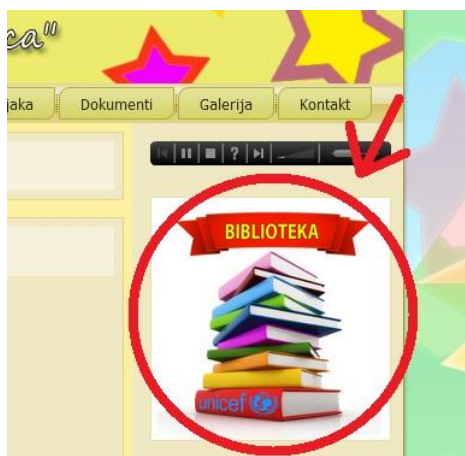 ca"
jaka Dokumenti Galerija Kontakt
?
BIBLIOTEKA
unicef